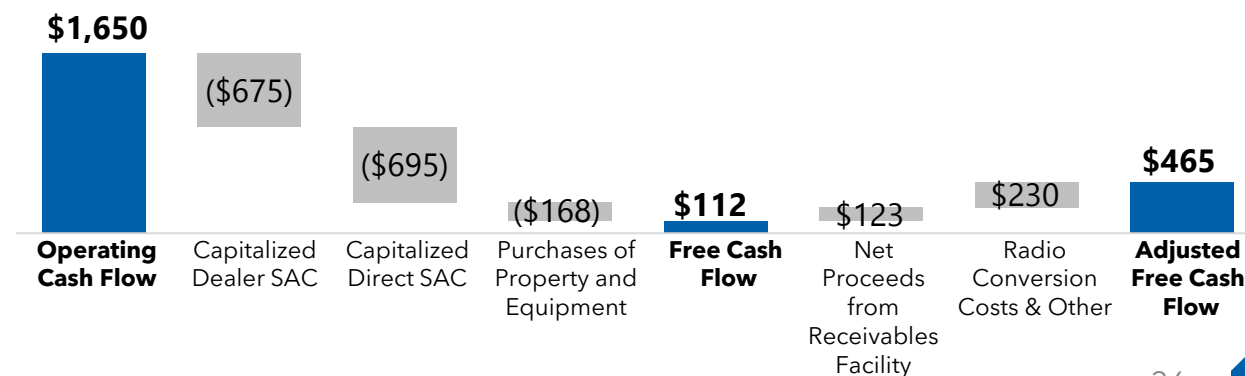 $1,650
($675)
($695)
($168)
$112
$123
$230
$465
Operating
Cash Flow
Capitalized
Dealer SAC
Capitalized
Direct SAC
Purchases of
Property and
Equipment
Free Cash
Flow
Net
Proceeds
from
Receivables
Facility
Radio
Conversion
Costs & Other
Adjusted
Free Cash
Flow